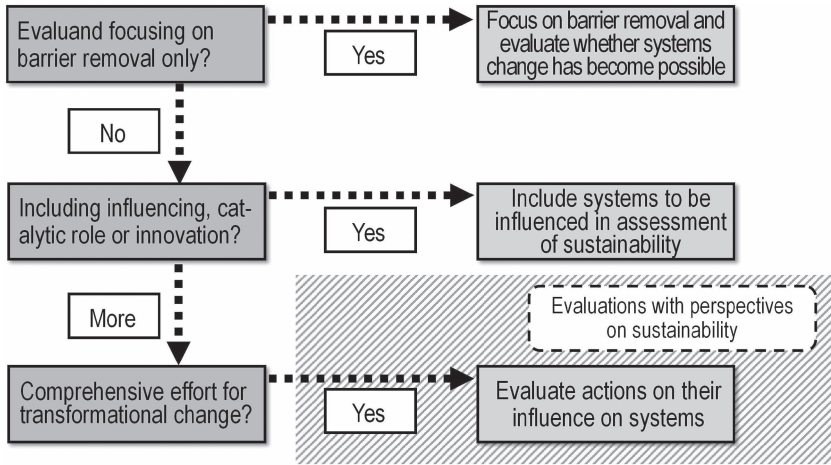 Evaluand focusing on
barrier removal only?
Yes
Focus on barrier removal and
evaluate whether systems
change has become possible
No
Including influencing, cat-
alytic role or innovation?
Yes
Include systems to be
influenced in assessment
of sustainability
More
Evaluations with perspectives
on sustainability
Comprehensive effort for
transformational change?
Yes
Evaluate actions on their
influence on systems